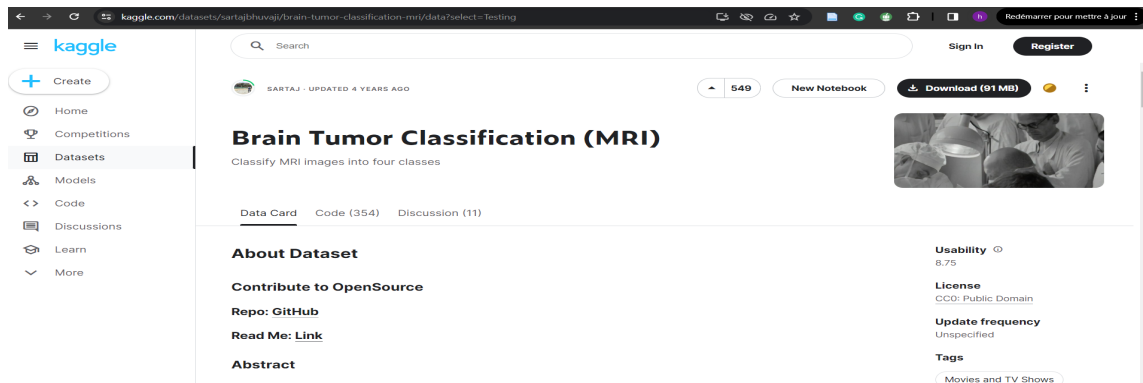 kaggle.com/datasets/sartajbhuvaji/brain-tumor-classification-mri/data?select=Testing
h
Redémarrer pour mettre à jour
kaggle
Search
Sign In
Register
Create
SARTAJ · UPDATED 4 YEARS AGO
549
New Notebook
Download (91 MB)
Home
Competitions
Datasets
Models
Code
Discussions
Learn
More
Brain Tumor Classification (MRI)
Classify MRI images into four classes
Data Card
Code (354)
Discussion (11)
About Dataset
Contribute to OpenSource
Repo: GitHub
Read Me: Link
Abstract
Usability
8.75
License
CC0: Public Domain
Update frequency
Unspecified
Tags
Movies and TV Shows